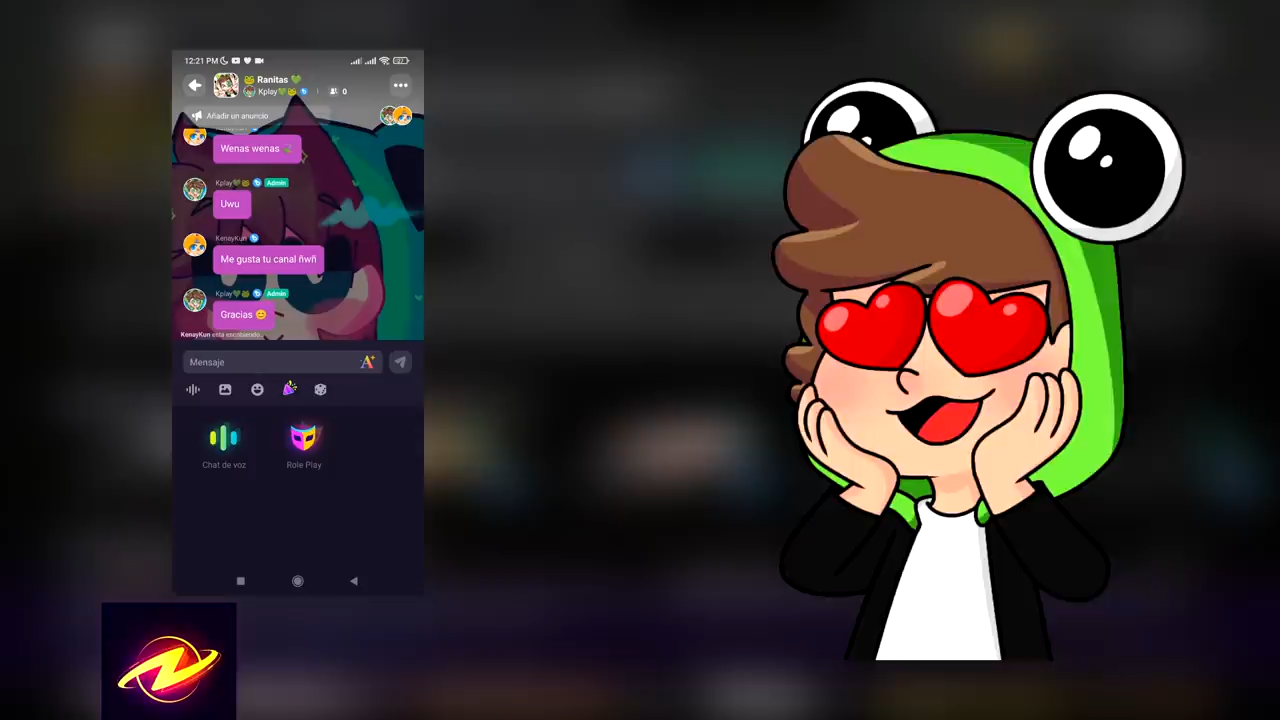 12:21 PM
🐸 Ranitas 💚
Kplay💚🐸
0
Añadir un anuncio
Wenas wenas
Kplay💚🐸 Admin
Uwu
KenayKun
Me gusta tu canal ñwñ
Kplay💚🐸 Admin
Gracias 😊
KenayKun está escribiendo...
Mensaje
Chat de voz
Role Play